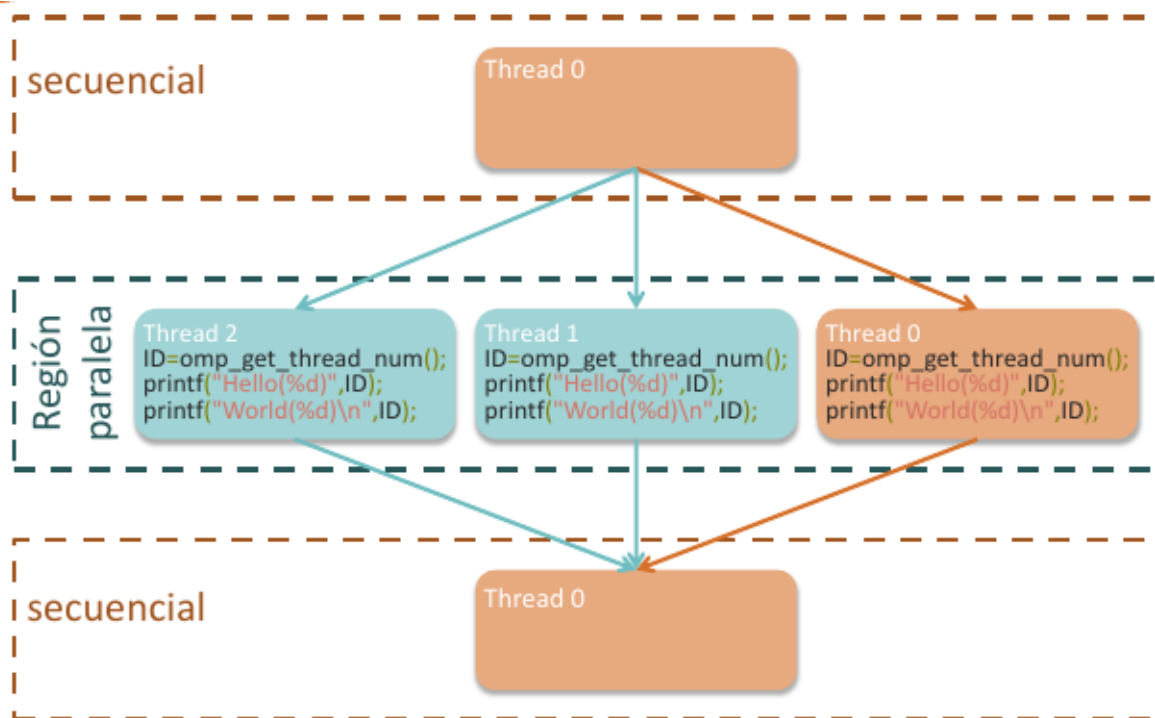 secuencial
Thread 0
Región
paralela
Thread 2
ID=omp_get_thread_num();
printf("Hello(%d)",ID);
printf("World(%d)\n",ID);
Thread 1
ID=omp_get_thread_num();
printf("Hello(%d)",ID);
printf("World(%d)\n",ID);
Thread 0
ID=omp_get_thread_num();
printf("Hello(%d)",ID);
printf("World(%d)\n",ID);
secuencial
Thread 0